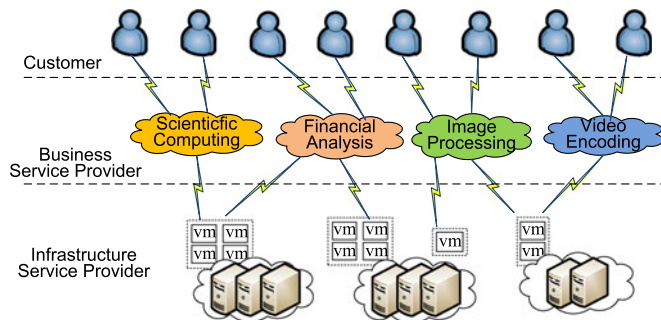 Customer
Scienticfic
Computing
Financial
Analysis
Image
Processing
Video
Encoding
Business
Service Provider
vm vm
vm vm
vm vm
vm vm
vm
vm
vm
Infrastructure
Service Provider